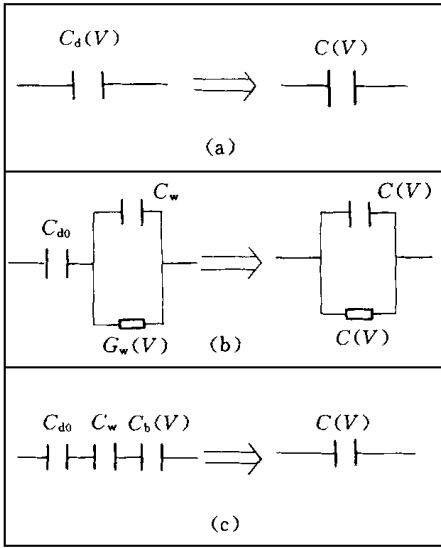 C_d(V) C(V)
(a)
C_w C(V)
C_d0
G_w(V) (b) C(V)
C_d0 C_w C_b(V) C(V)
(c)